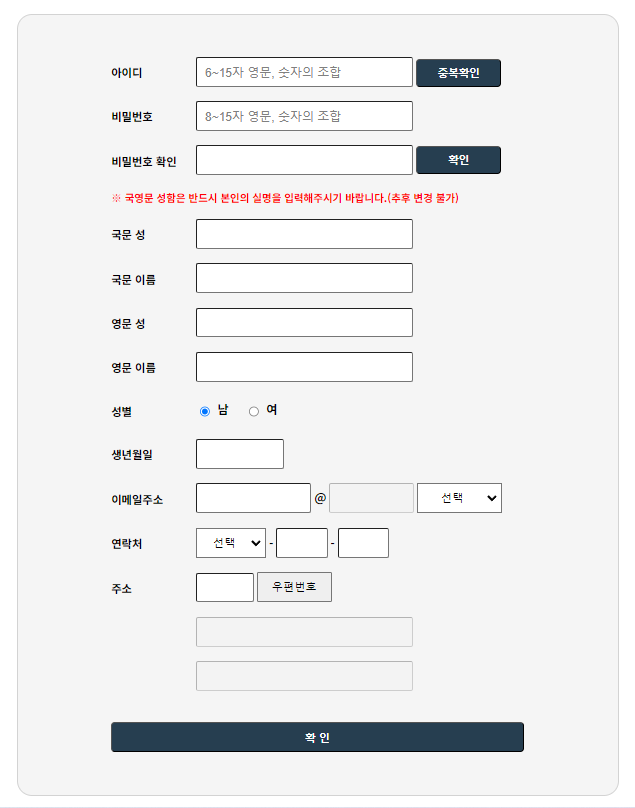 아이디 6~15자 영문, 숫자의 조합 중복확인
비밀번호 8~15자 영문, 숫자의 조합
비밀번호 확인 확인
※ 국영문 성함은 반드시 본인의 실명을 입력해주시기 바랍니다.(추후 변경 불가)
국문 성
국문 이름
영문 성
영문 이름
성별 남 여
생년월일
이메일주소 @ 선택
연락처 선택 - -
주소 우편번호
확 인